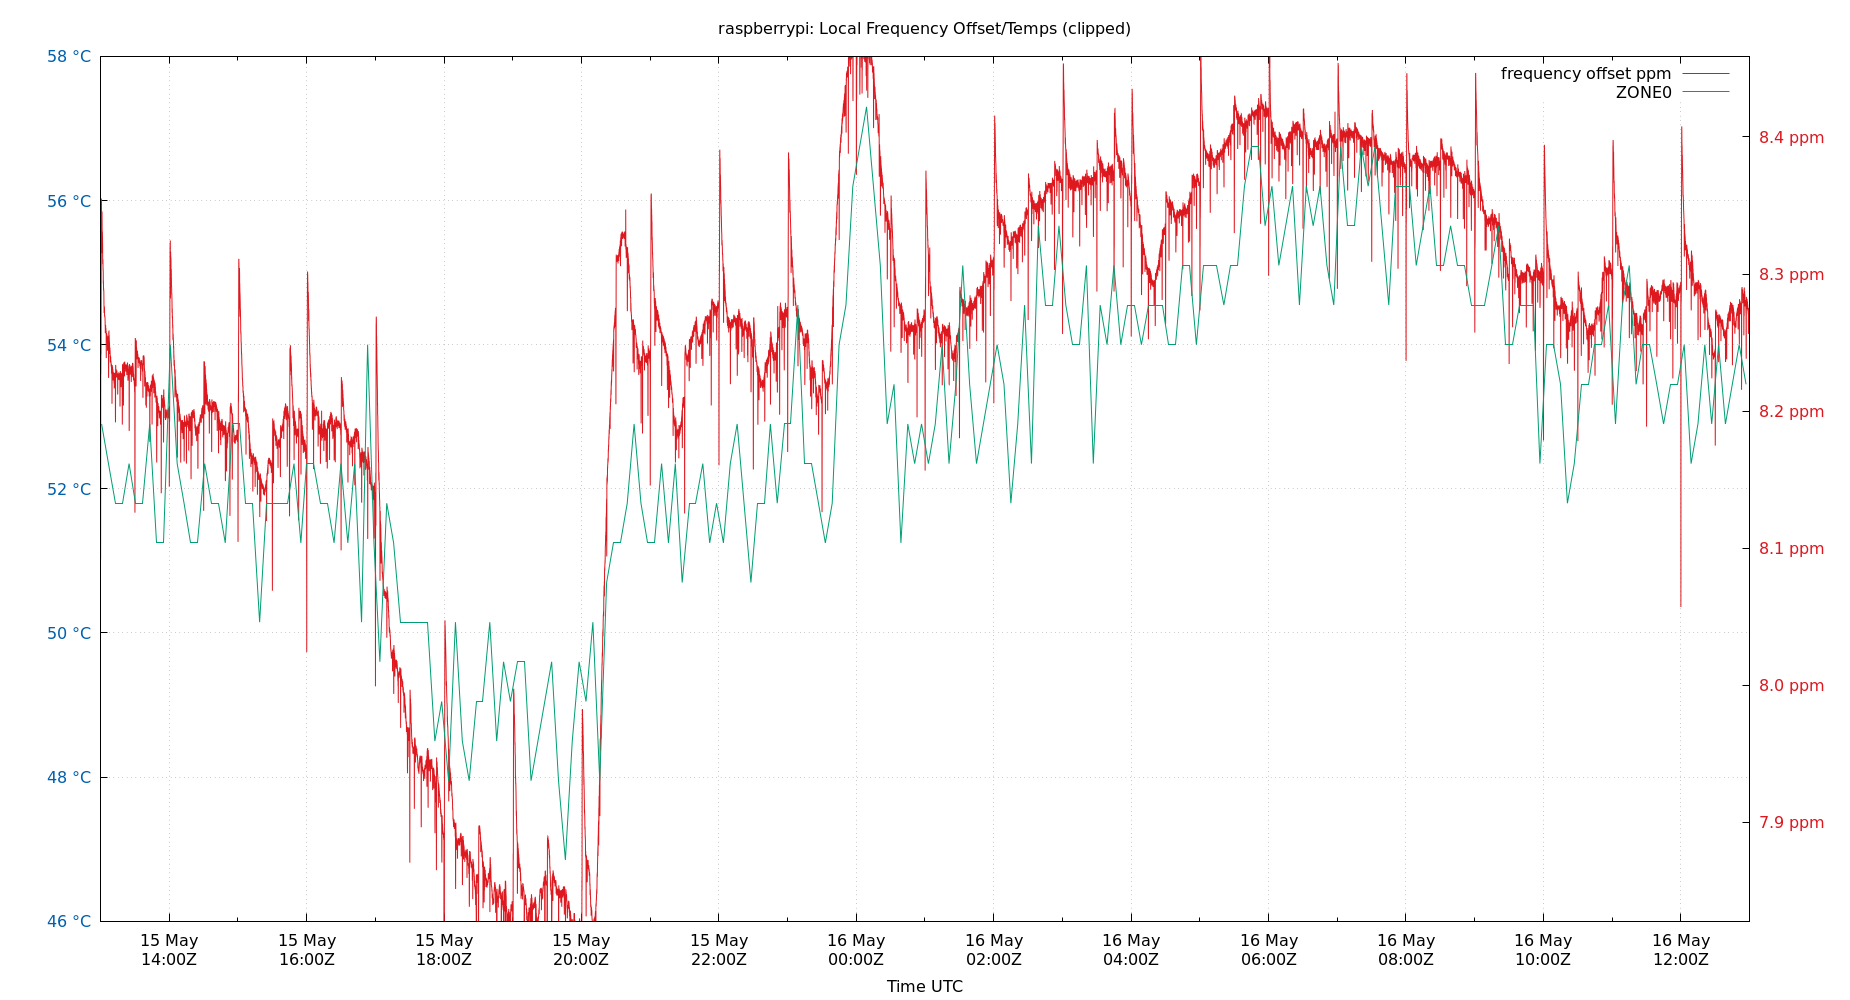 raspberrypi: Local Frequency Offset/Temps (clipped)
58 °C
56 °C
54 °C
52 °C
50 °C
48 °C
46 °C
frequency offset ppm
ZONE0
8.4 ppm
8.3 ppm
8.2 ppm
8.1 ppm
8.0 ppm
7.9 ppm
15 May
14:00Z
15 May
16:00Z
15 May
18:00Z
15 May
20:00Z
15 May
22:00Z
16 May
00:00Z
16 May
02:00Z
16 May
04:00Z
16 May
06:00Z
16 May
08:00Z
16 May
10:00Z
16 May
12:00Z
Time UTC